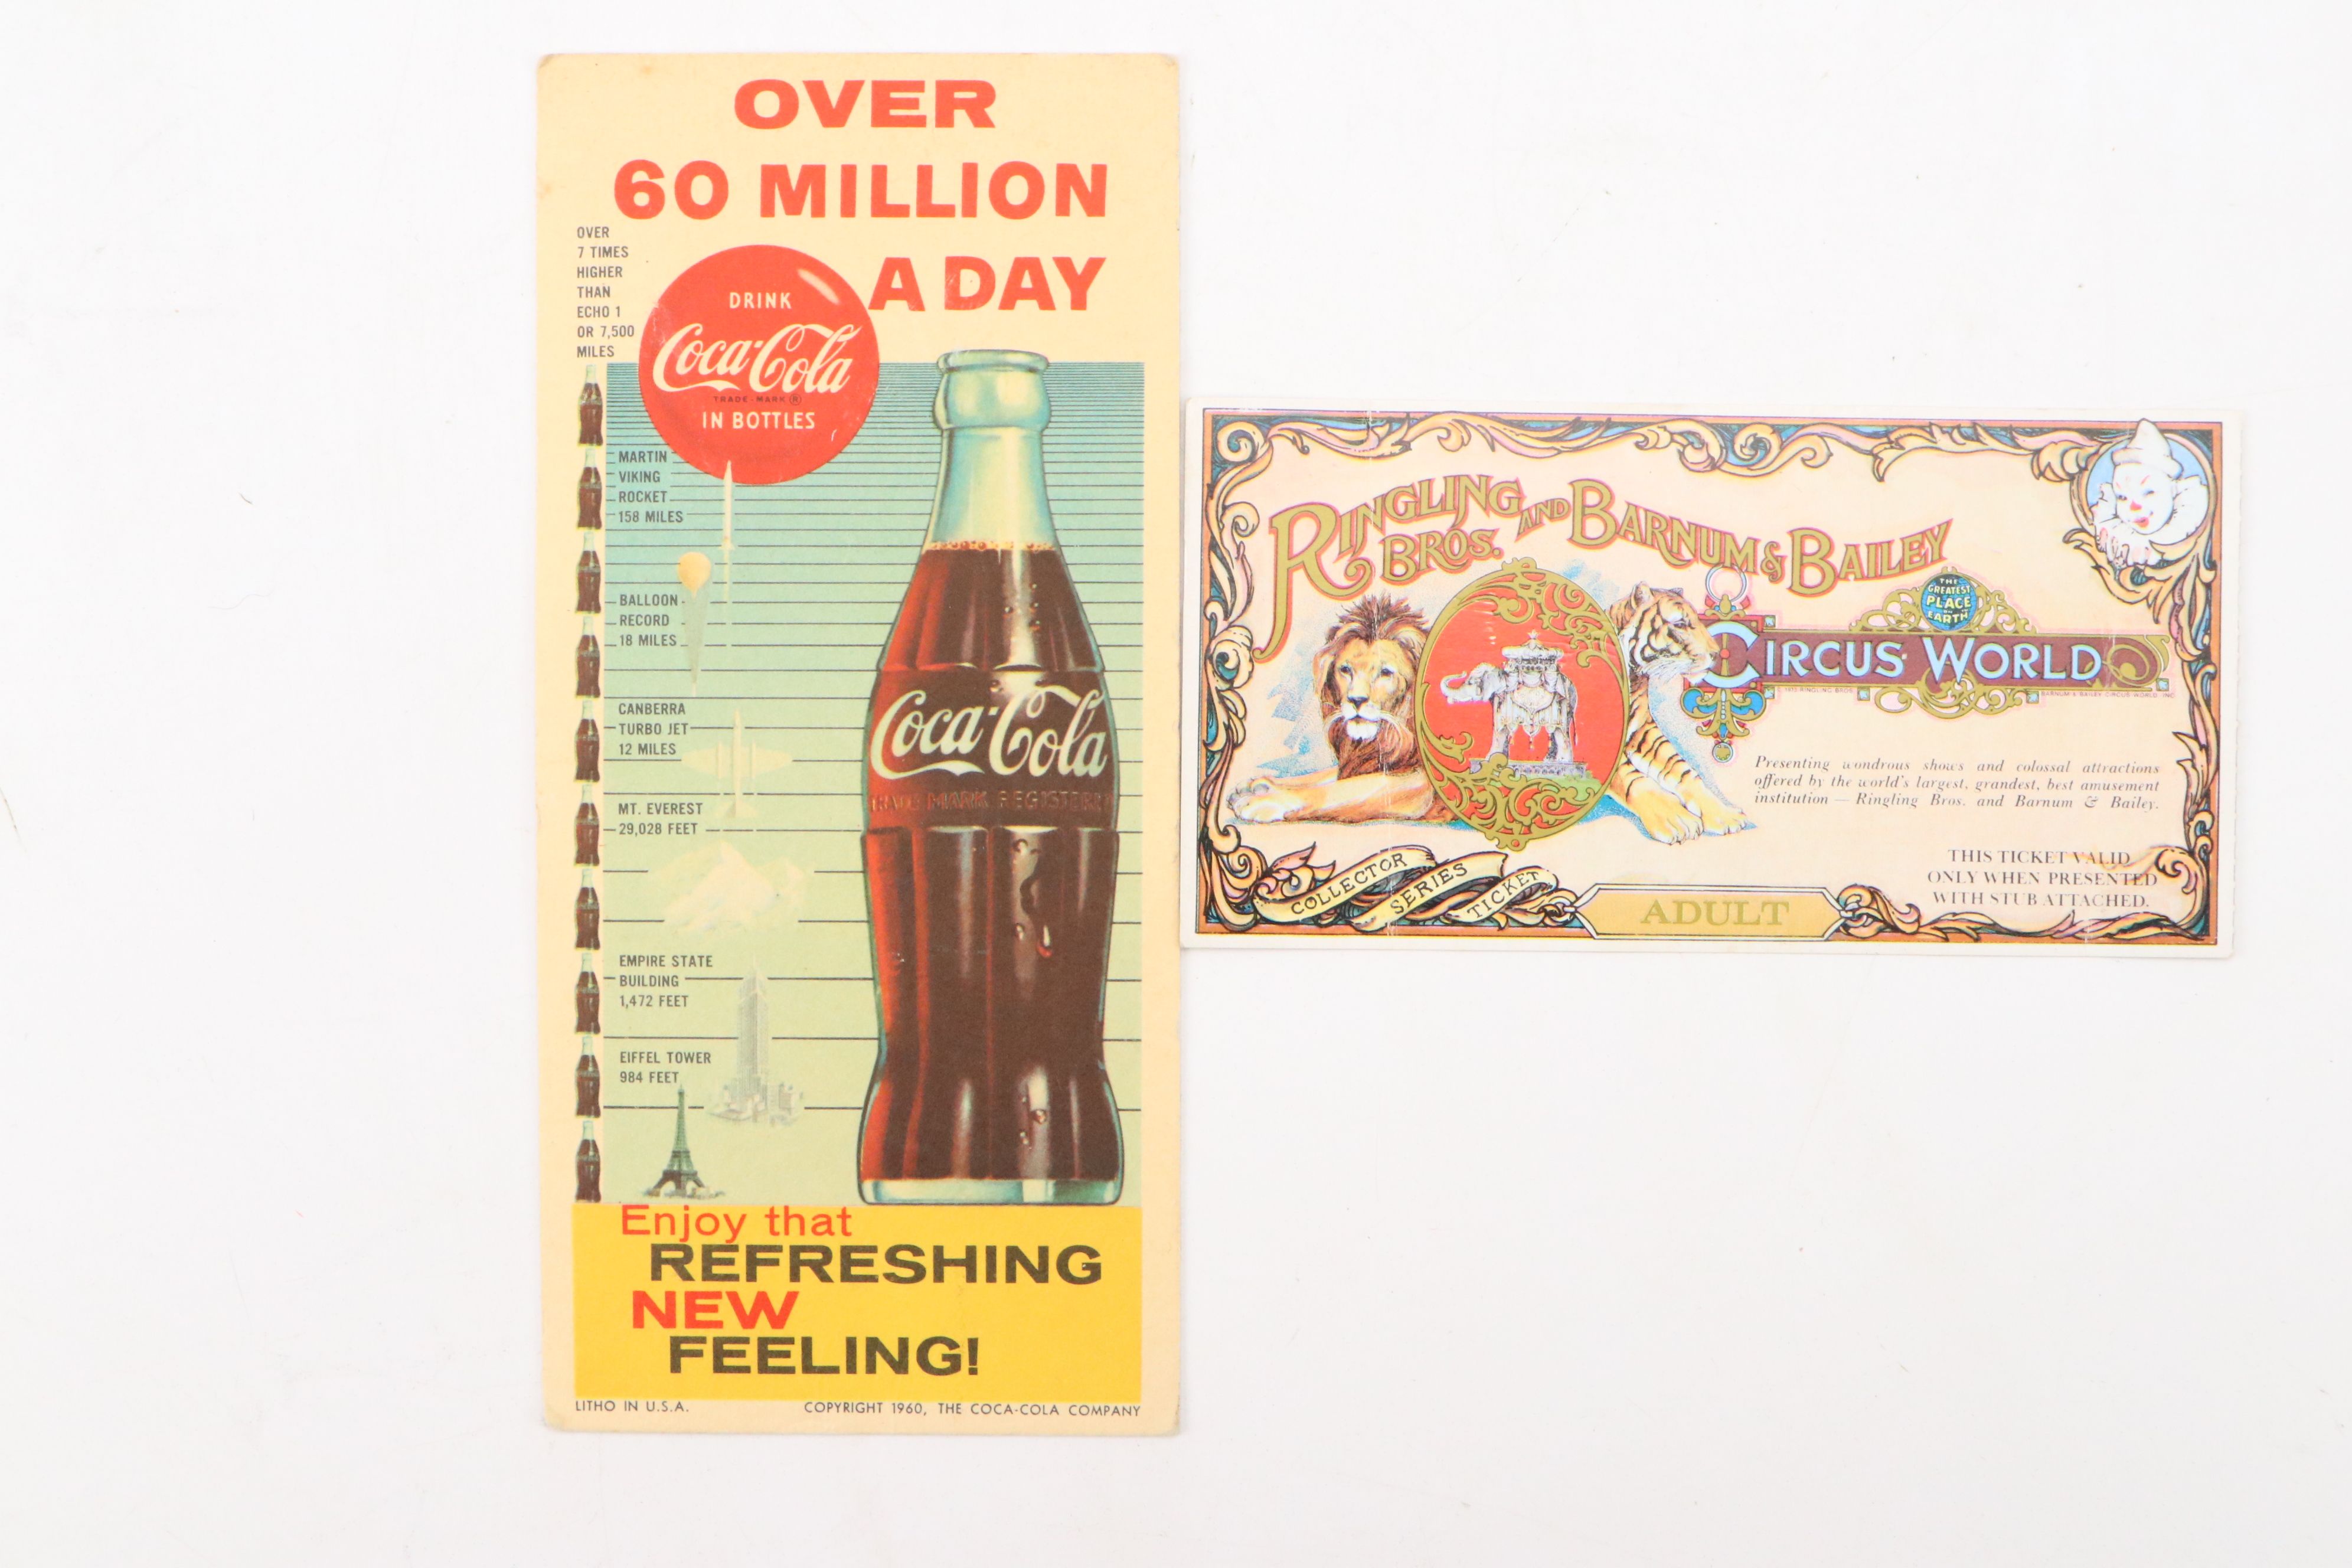 OVER
60 MILLION
A DAY
OVER
7 TIMES
HIGHER
THAN
ECHO 1
OR 7,500
MILES
DRINK
Coca-Cola
TRADE-MARK ®
IN BOTTLES
MARTIN
VIKING
ROCKET
158 MILES
BALLOON
RECORD
18 MILES
CANBERRA
TURBO JET
12 MILES
MT. EVEREST
29,028 FEET
EMPIRE STATE
BUILDING
1,472 FEET
EIFFEL TOWER
984 FEET
Coca-Cola
TRADE MARK REGISTERED
Enjoy that
REFRESHING
NEW
FEELING!
LITHO IN U.S.A.
COPYRIGHT 1960, THE COCA-COLA COMPANY
RINGLING BROS. AND BARNUM & BAILEY
THE
GREATEST
PLACE
ON
EARTH
CIRCUS WORLD
BARNUM & BAILEY CIRCUS WORLD, INC.
Presenting wondrous shows and colossal attractions
offered by the world's largest, grandest, best amusement
institution — Ringling Bros. and Barnum & Bailey.
THIS TICKET VALID
ONLY WHEN PRESENTED
WITH STUB ATTACHED.
COLLECTOR
SERIES
TICKET
ADULT